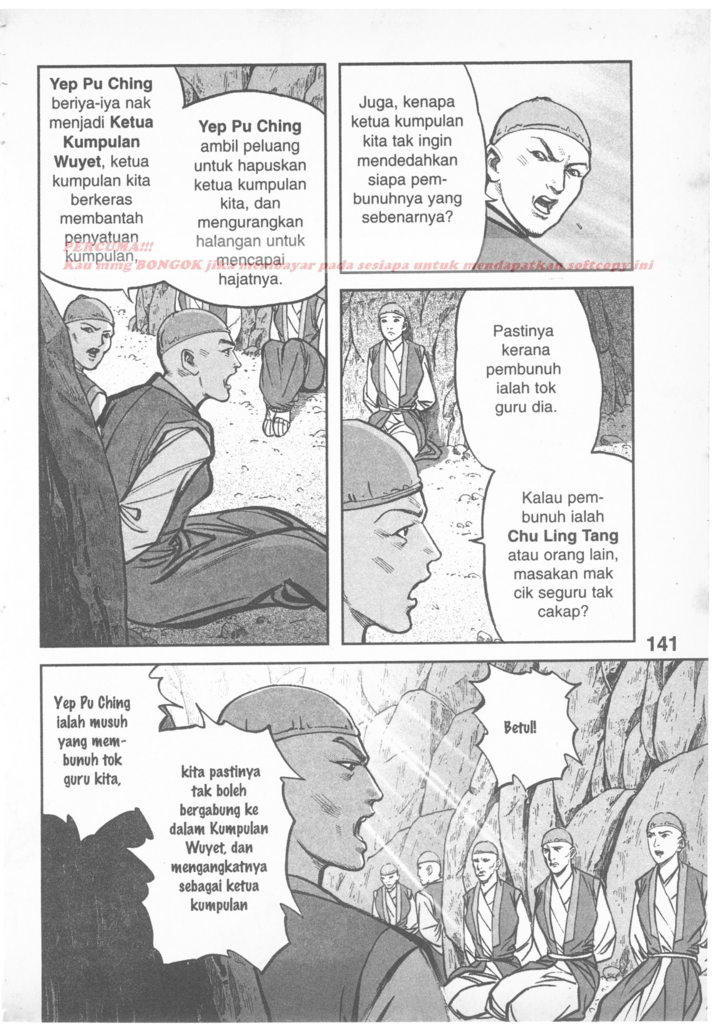 Yep Pu Ching
beriya-iya nak
menjadi Ketua
Kumpulan
Wuyet, ketua
kumpulan kita
berkeras
membantah
penyatuan
kumpulan,
Yep Pu Ching
ambil peluang
untuk hapuskan
ketua kumpulan
kita, dan
mengurangkan
halangan untuk
mencapai
hajatnya.
Juga, kenapa
ketua kumpulan
kita tak ingin
mendedahkan
siapa pem-
bunuhnya yang
sebenarnya?
PERCUMA!!!
Kau mmg BONGOK jika membayar pada sesiapa untuk mendapatkan softcopy ini
Pastinya
kerana
pembunuh
ialah tok
guru dia.
Kalau pem-
bunuh ialah
Chu Ling Tang
atau orang lain,
masakan mak
cik seguru tak
cakap?
141
Yep Pu Ching
ialah musuh
yang mem-
bunuh tok
guru kita,
kita pastinya
tak boleh
bergabung ke
dalam Kumpulan
Wuyet, dan
mengangkatnya
sebagai ketua
kumpulan
Betul!